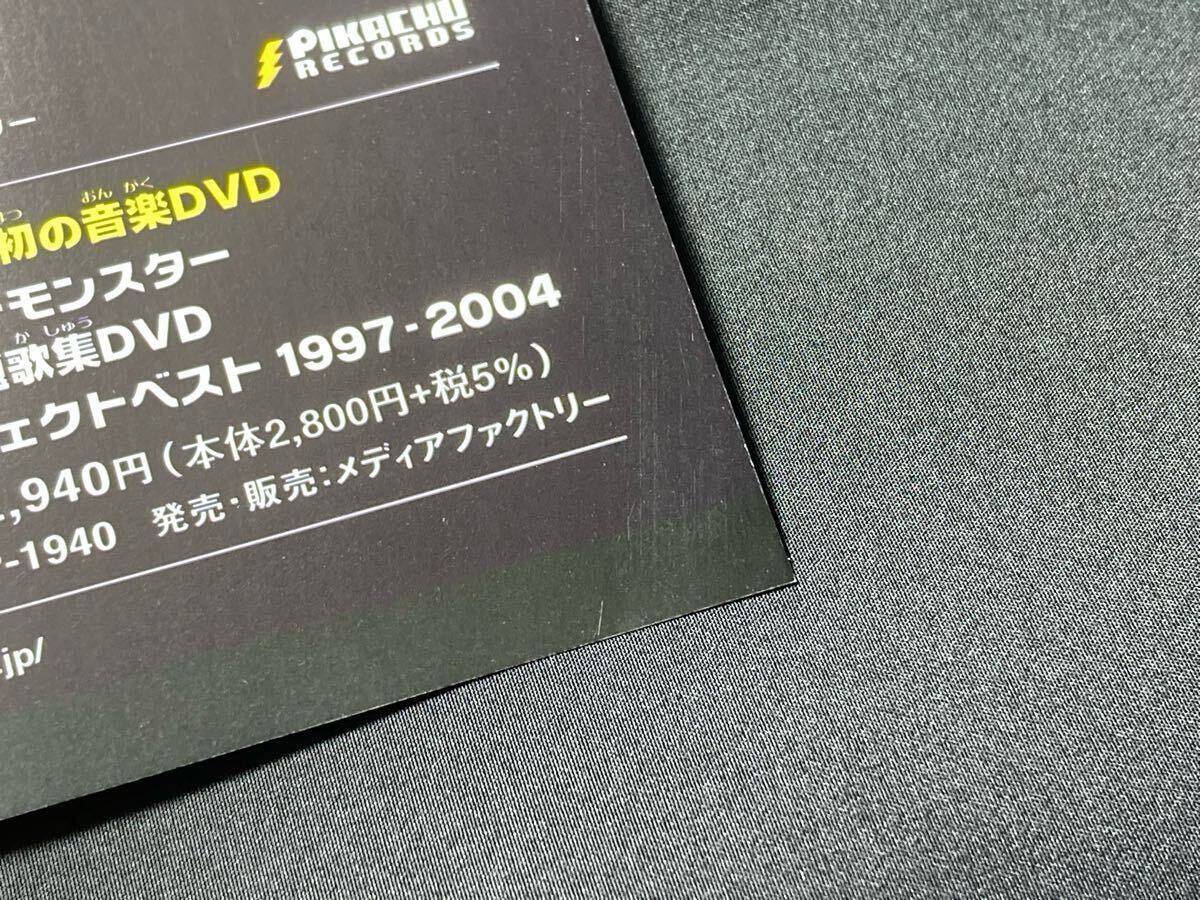 PIKACHU
RECORDS
ー
初の音楽DVD
おん がく
モンスター
歌集DVD
か しゅう
ェクトベスト 1997-2004
,940円(本体2,800円+税5%)
-1940 発売・販売:メディアファクトリー
.jp/